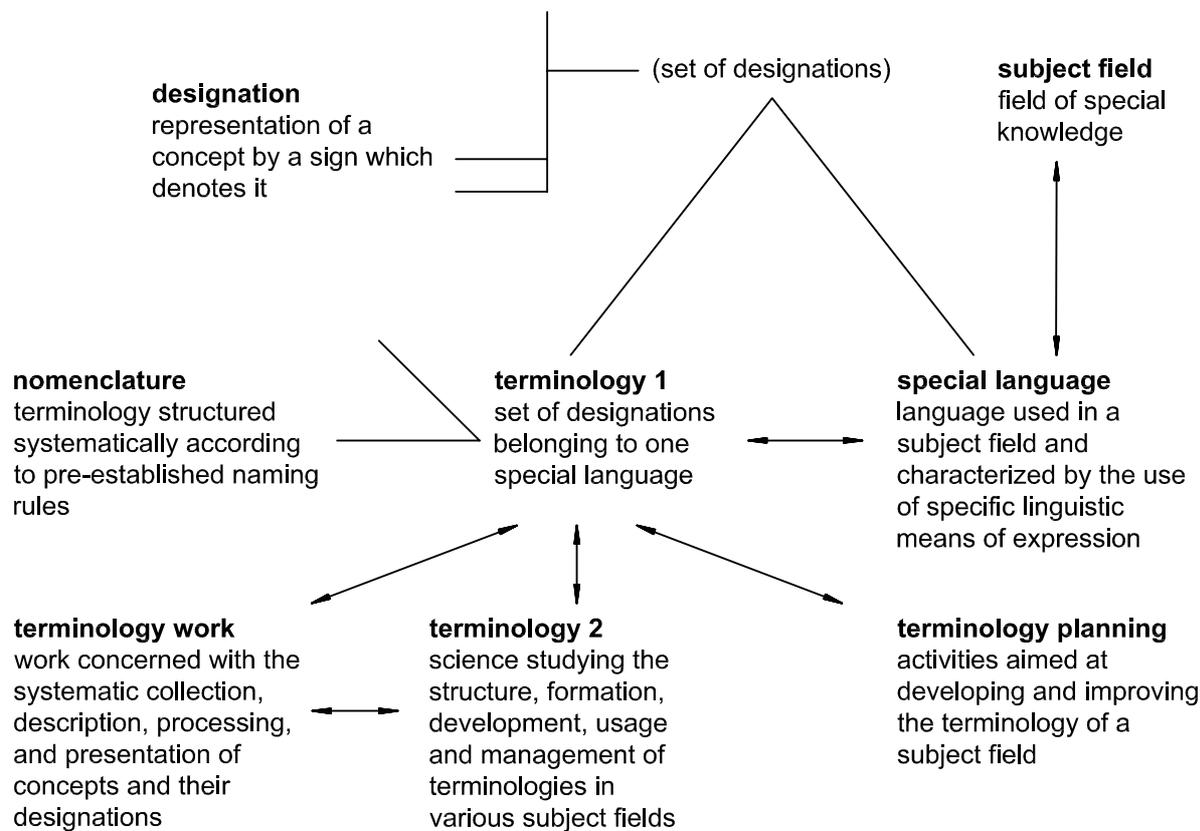 (set of designations)
subject field
field of special
knowledge
designation
representation of a
concept by a sign which
denotes it
nomenclature
terminology structured
systematically according
to pre-established naming
rules
terminology 1
set of designations
belonging to one
special language
special language
language used in a
subject field and
characterized by the use
of specific linguistic
means of expression
terminology work
work concerned with the
systematic collection,
description, processing,
and presentation of
concepts and their
designations
terminology 2
science studying the
structure, formation,
development, usage
and management of
terminologies in
various subject fields
terminology planning
activities aimed at
developing and improving
the terminology of a
subject field